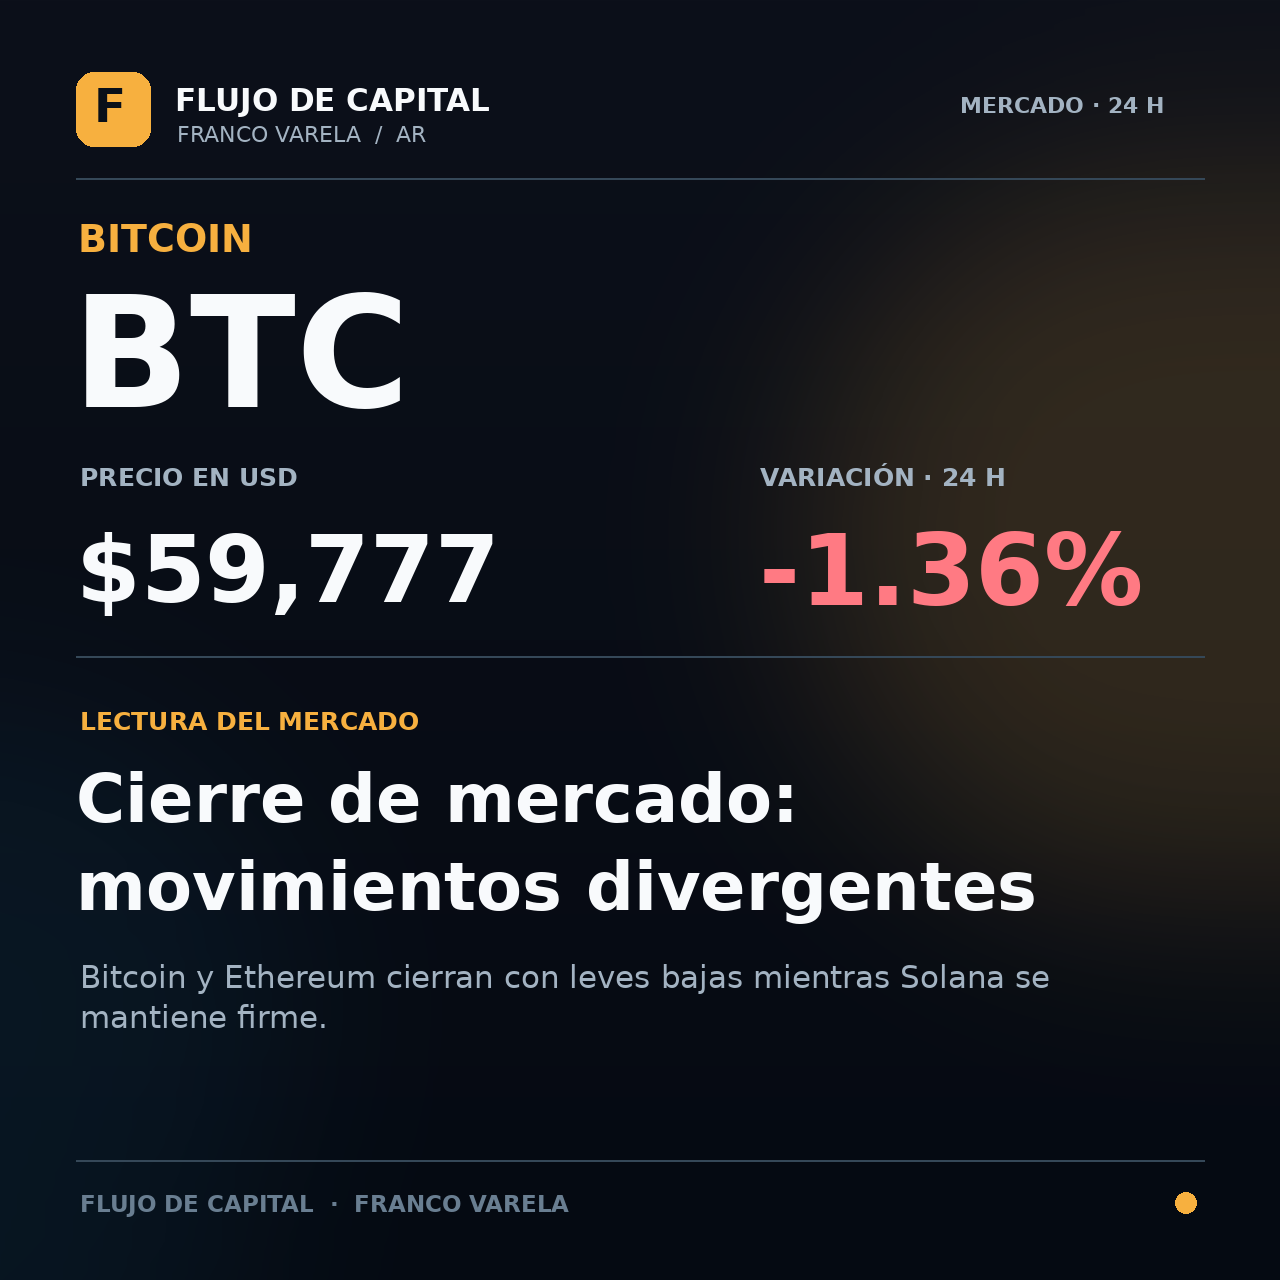 F
FLUJO DE CAPITAL
FRANCO VARELA / AR
MERCADO · 24 H
BITCOIN
BTC
PRECIO EN USD
VARIACIÓN · 24 H
$59,777
-1.36%
LECTURA DEL MERCADO
Cierre de mercado:
movimientos divergentes
Bitcoin y Ethereum cierran con leves bajas mientras Solana se
mantiene firme.
FLUJO DE CAPITAL · FRANCO VARELA